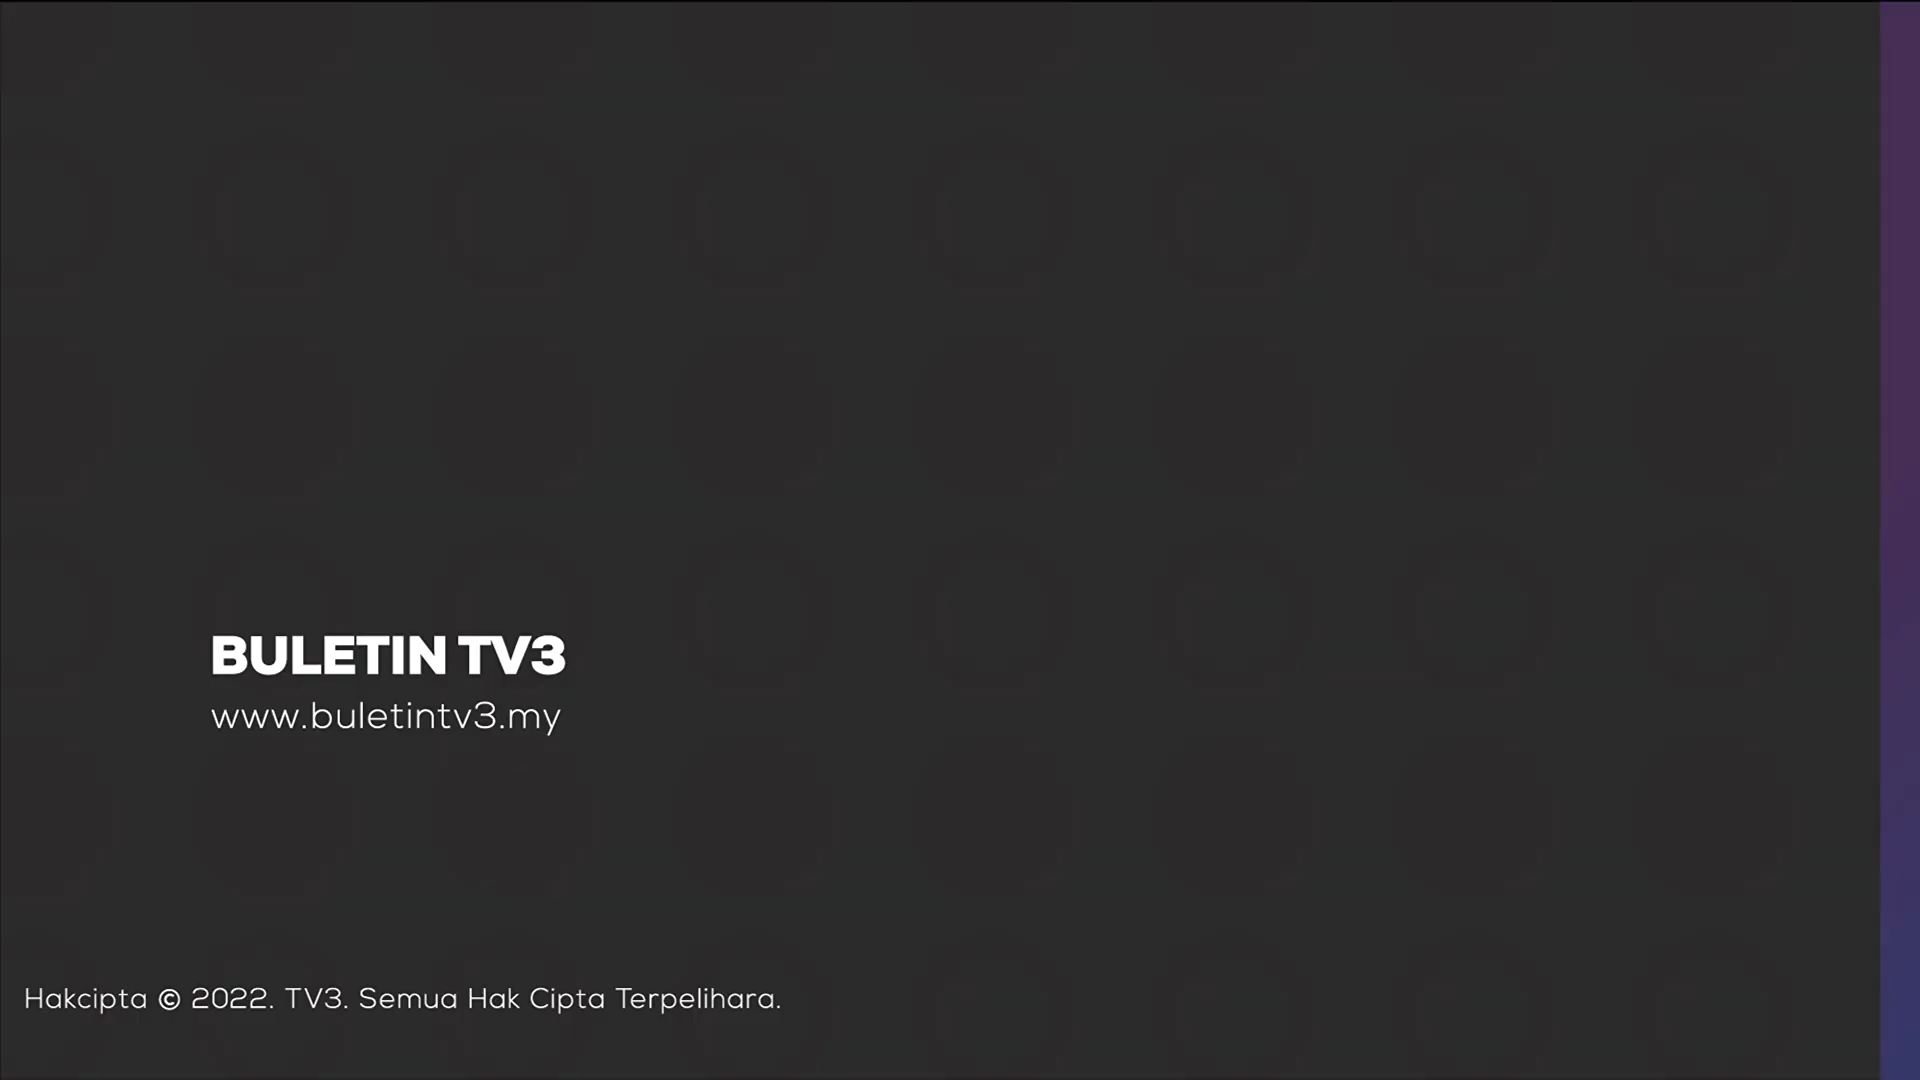 BULETIN TV3
www.buletintv3.my
Hakcipta © 2022. TV3. Semua Hak Cipta Terpelihara.